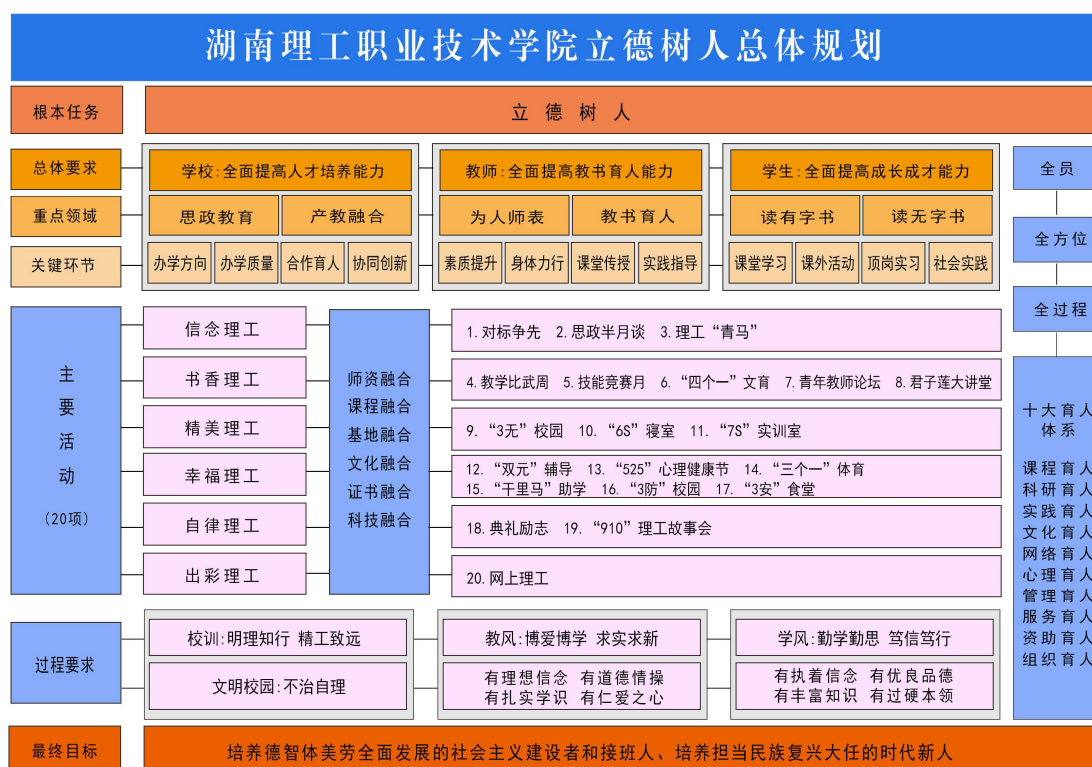 湖南理工职业技术学院立德树人总体规划
根本任务
立德树人
总体要求
学校:全面提高人才培养能力
教师:全面提高教书育人能力
学生:全面提高成长成才能力
重点领域
思政教育
产教融合
为人师表
教书育人
读有字书
读无字书
关键环节
办学方向
办学质量
合作育人
协同创新
素质提升
身体力行
课堂传授
实践指导
课堂学习
课外活动
顶岗实习
社会实践
主要活动
(20项)
信念理工
书香理工
精美理工
幸福理工
自律理工
出彩理工
师资融合
课程融合
基地融合
文化融合
证书融合
科技融合
1.对标争先 2.思政半月谈 3.理工“青马”
4.教学比武周 5.技能竞赛月 6.“四个一”文育 7.青年教师论坛 8.君子莲大讲堂
9.“3无”校园 10.“6S”寝室 11.“7S”实训室
12.“双元”辅导 13.“525”心理健康节 14.“三个一”体育
15.“千里马”助学 16.“3防”校园 17.“3安”食堂
18.典礼励志 19.“910”理工故事会
20.网上理工
过程要求
校训:明理知行 精工致远
教风:博爱博学 求实求新
学风:勤学勤思 笃信笃行
文明校园:不治自理
有理想信念 有道德情操
有扎实学识 有仁爱之心
有执着信念 有优良品德
有丰富知识 有过硬本领
全员
全方位
全过程
十大育人
体系
课程育人
科研育人
实践育人
文化育人
网络育人
心理育人
管理育人
服务育人
资助育人
组织育人
最终目标
培养德智体美劳全面发展的社会主义建设者和接班人、培养担当民族复兴大任的时代新人